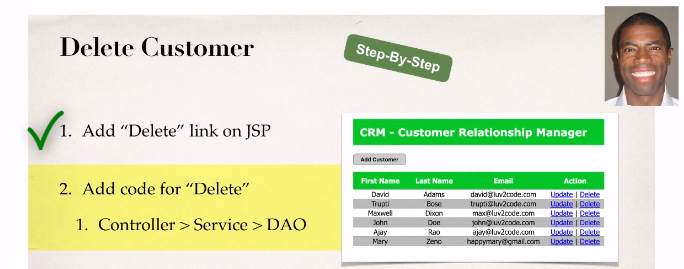 Delete Customer
Step-By-Step
1. Add “Delete” link on JSP
2. Add code for “Delete”
1. Controller > Service > DAO
CRM - Customer Relationship Manager
Add Customer
First Name Last Name Email Action
David Adams david@luv2code.com Update | Delete
Trupti Bose trupti@luv2code.com Update | Delete
Maxwell Dixon max@luv2code.com Update | Delete
John Doe john@luv2code.com Update | Delete
Ajay Rao ajay@luv2code.com Update | Delete
Mary Zeno happymary@gmail.com Update | Delete